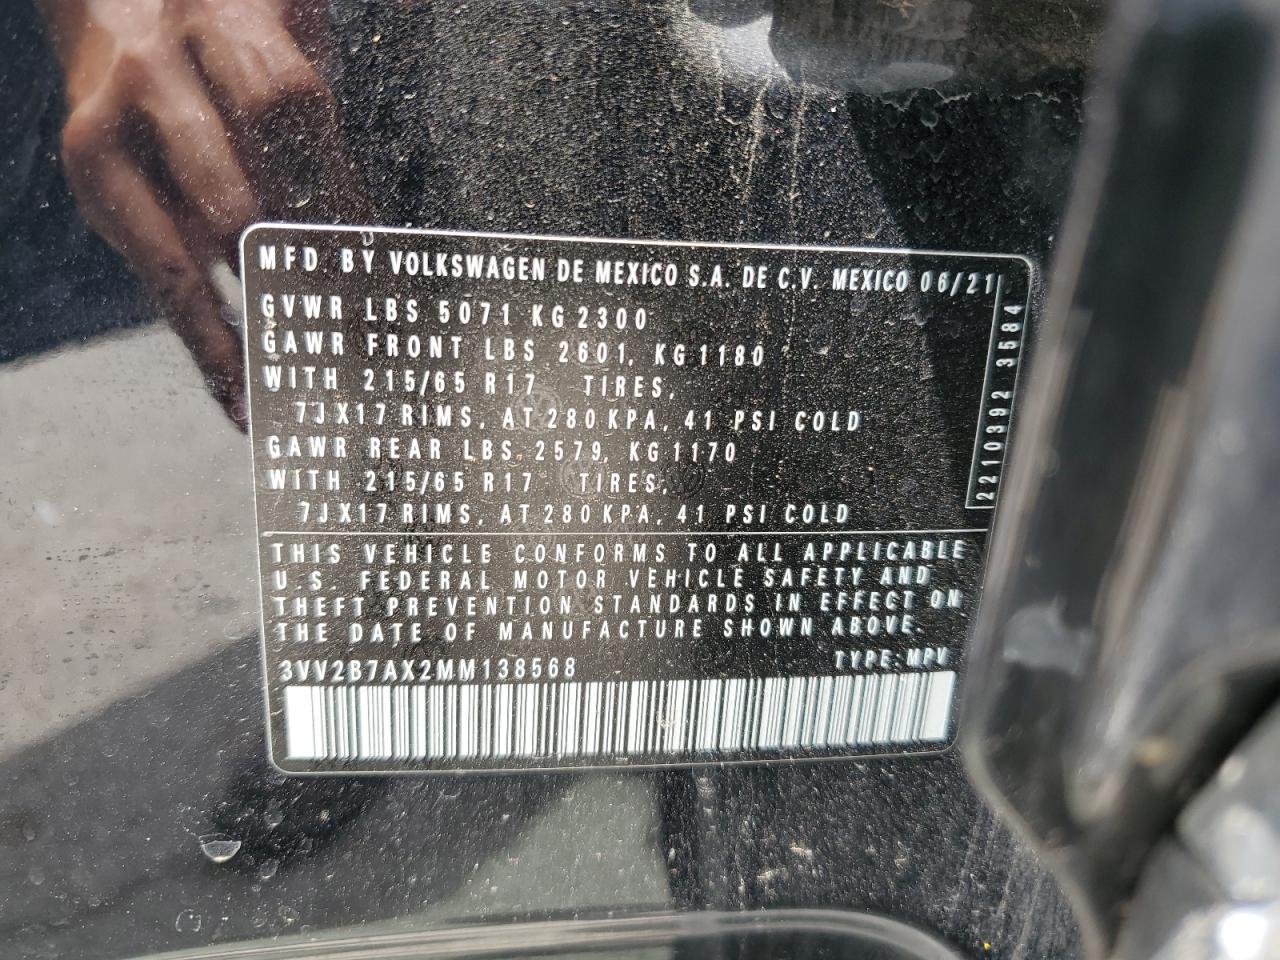 MFD BY VOLKSWAGEN DE MEXICO S.A. DE C.V. MEXICO 06/21
GVWR LBS 5071 KG 2300
GAWR FRONT LBS 2601, KG 1180
WITH 215/65 R17 TIRES,
7JX17 RIMS, AT 280 KPA, 41 PSI COLD
GAWR REAR LBS 2579, KG 1170
WITH 215/65 R17 TIRES,
7JX17 RIMS, AT 280 KPA, 41 PSI COLD
2210392 3584
THIS VEHICLE CONFORMS TO ALL APPLICABLE
U.S. FEDERAL MOTOR VEHICLE SAFETY AND
THEFT PREVENTION STANDARDS IN EFFECT ON
THE DATE OF MANUFACTURE SHOWN ABOVE.
3VV2B7AX2MM138568 TYPE: MPV